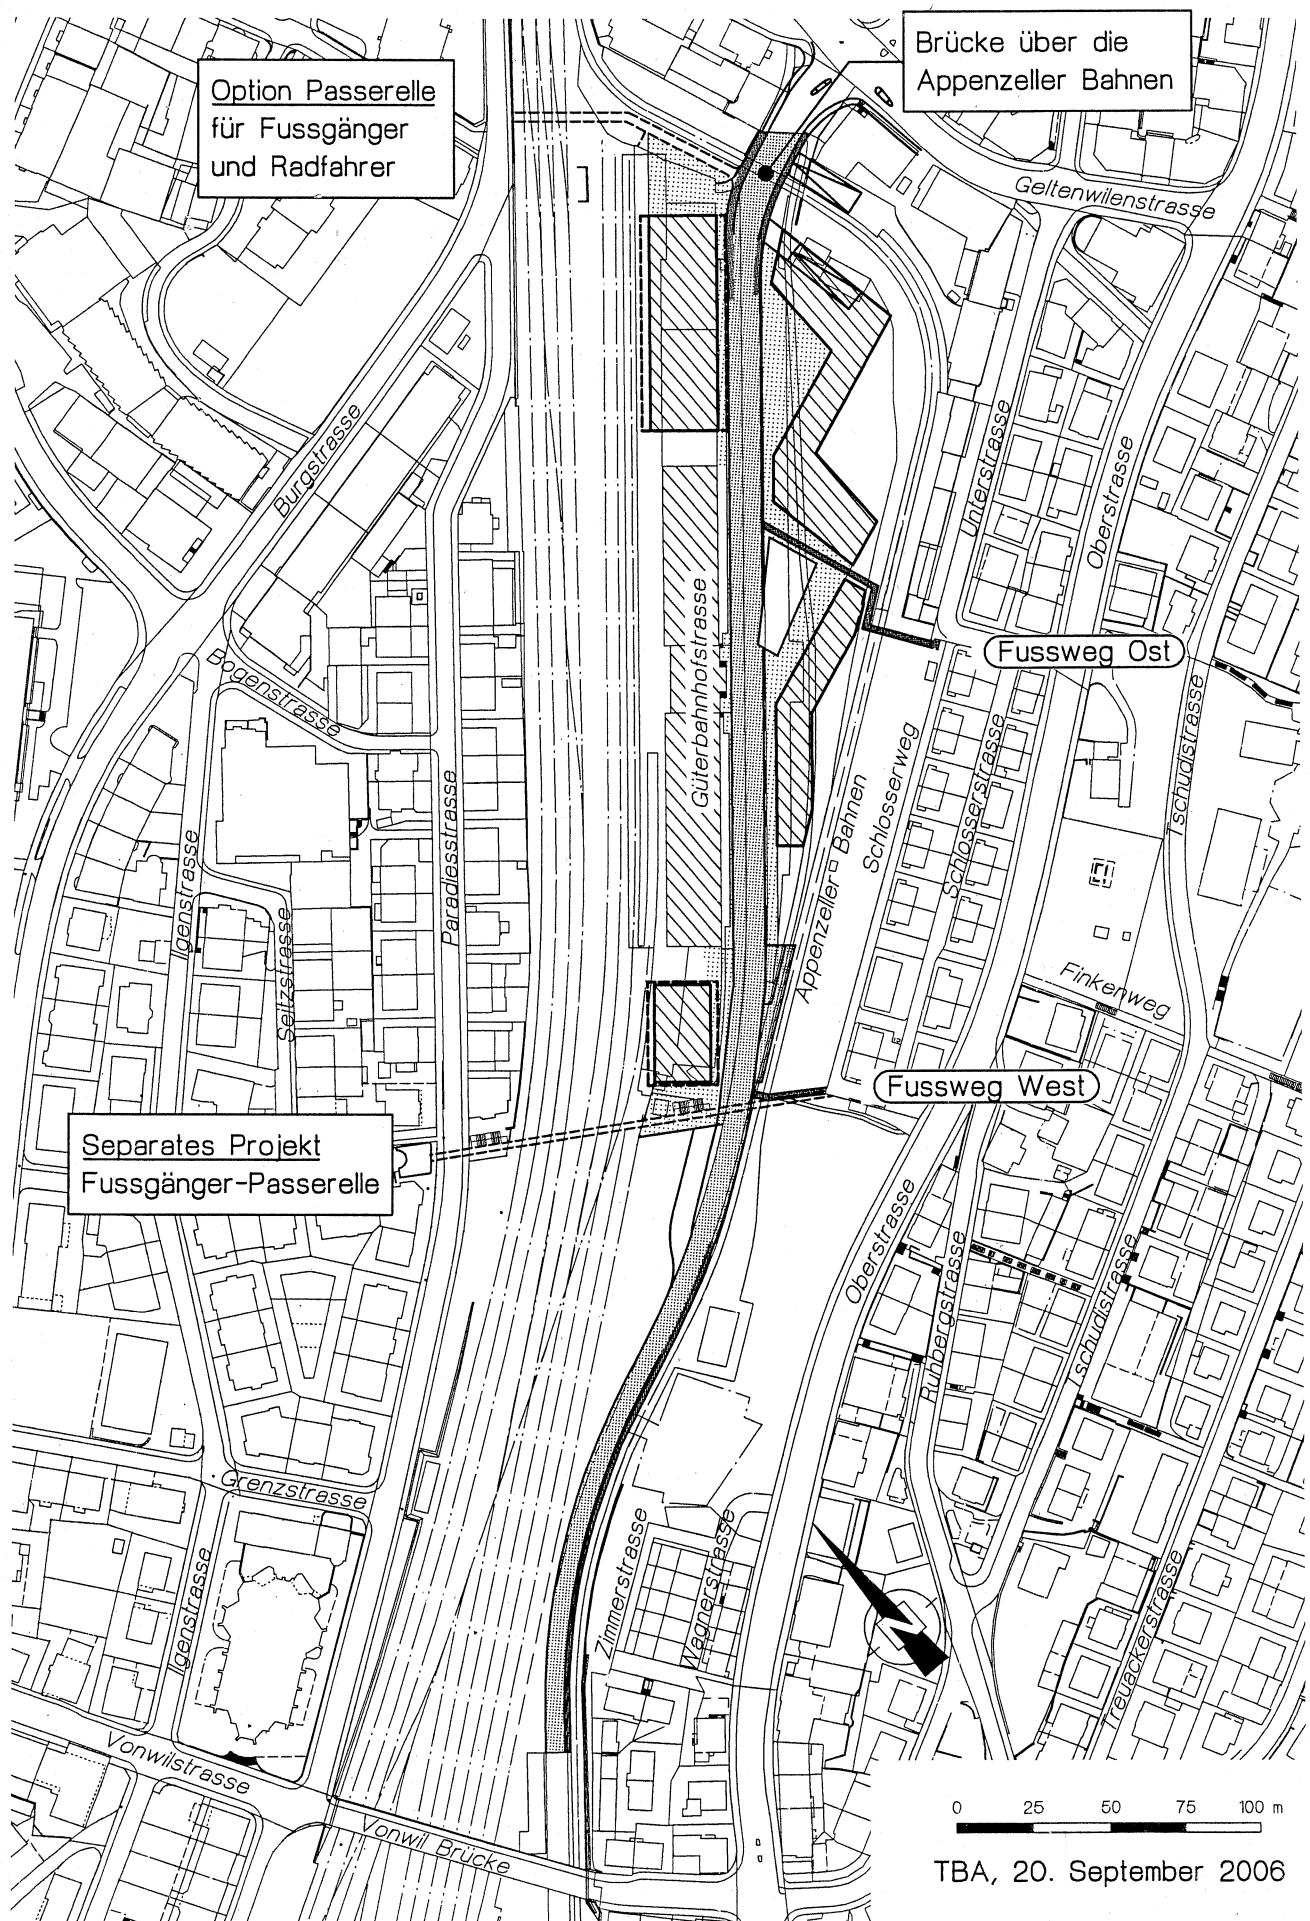 Brücke über die
Appenzeller Bahnen
Option Passerelle
für Fussgänger
und Radfahrer
Geltenwilenstrasse
Burgstrasse
Unterstrasse
Oberstrasse
Güterbahnhofstrasse
Fussweg Ost
Bogenstrasse
Tschudistrasse
Schlosserweg
Schlosserstrasse
Appenzeller-Bahnen
Paradiesstrasse
Ilgenstrasse
Seitzstrasse
Finkenweg
Fussweg West
Separates Projekt
Fussgänger-Passerelle
Oberstrasse
Ruhbergstrasse
Tschudistrasse
Grenzstrasse
Ilgenstrasse
Zimmerstrasse
Wagnerstrasse
Treuackerstrasse
Vonwilstrasse
Vonwil Brücke
0 25 50 75 100 m
TBA, 20. September 2006